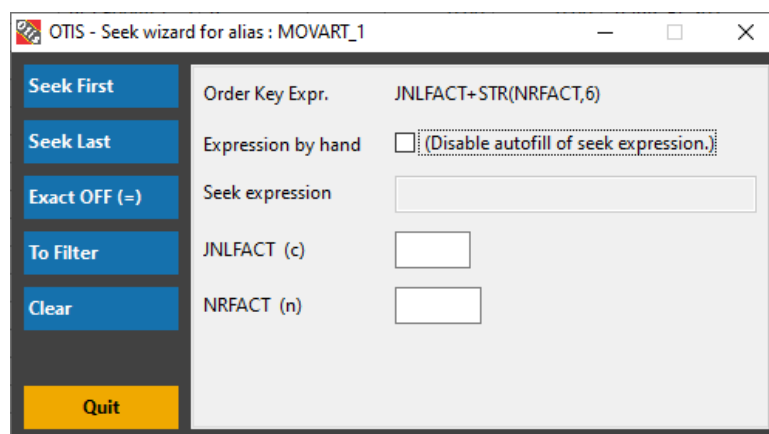 OTIS - Seek wizard for alias : MOVART_1
Seek First
Order Key Expr. JNLFACT+STR(NRFACT,6)
Seek Last
Expression by hand (Disable autofill of seek expression.)
Exact OFF (=)
Seek expression
To Filter
JNLFACT (c)
Clear
NRFACT (n)
Quit